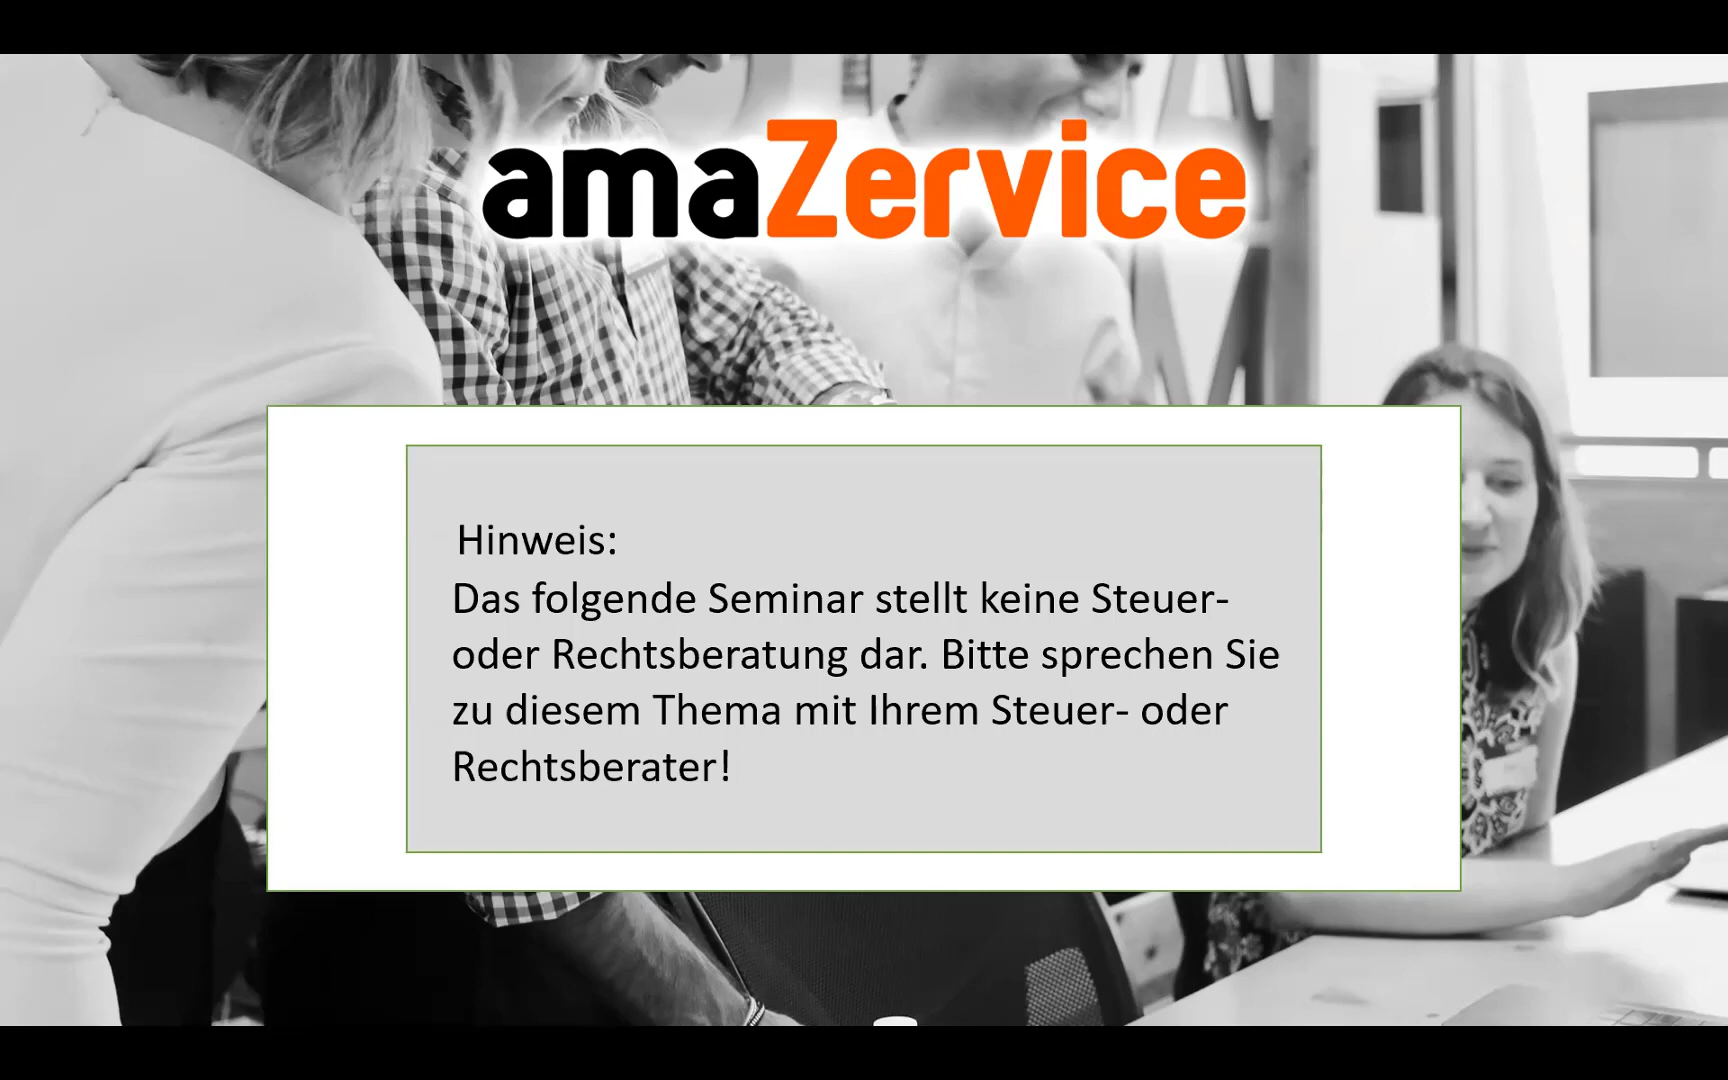 amaZervice
Hinweis:
Das folgende Seminar stellt keine Steuer-
oder Rechtsberatung dar. Bitte sprechen Sie
zu diesem Thema mit Ihrem Steuer- oder
Rechtsberater!